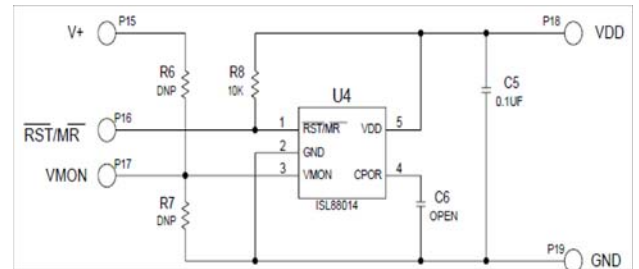 V+
P15
P18
VDD
R6
DNP
R8
10K
U4
C5
0.1UF
P16
RST/MR
1
RST/MR
VDD
5
2
GND
P17
VMON
3
VMON
CPOR
4
R7
DNP
ISL88014
C6
OPEN
P19
GND